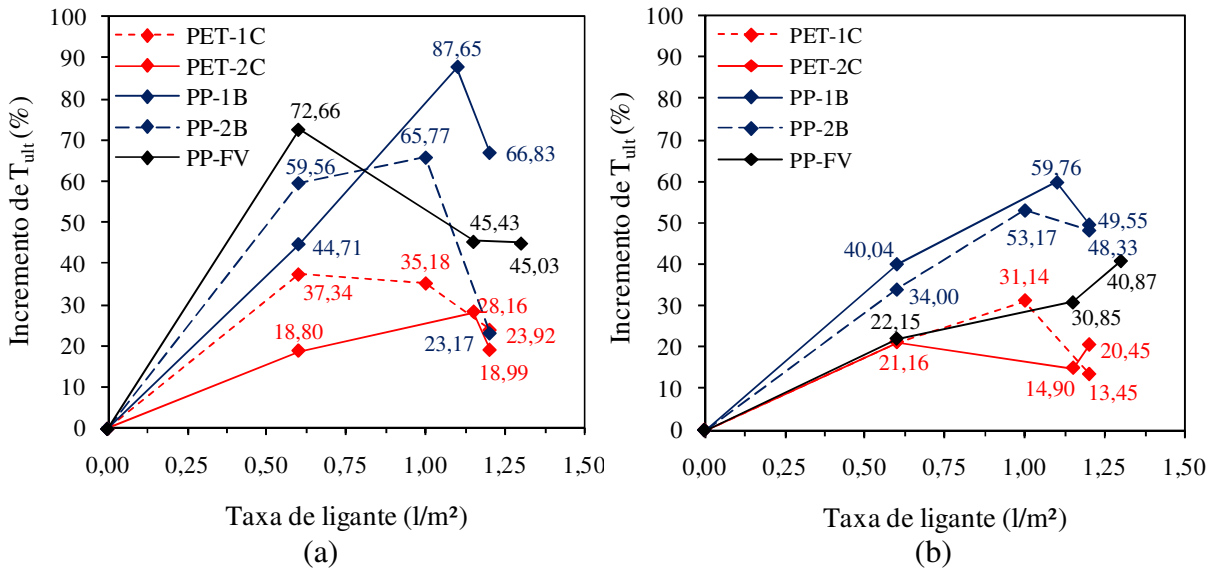 100
90
80
70
60
50
40
30
20
10
0
Incremento de T_ult (%)
PET-1C
PET-2C
PP-1B
PP-2B
PP-FV
87,65
72,66
65,77
66,83
59,56
44,71
45,43
45,03
35,18
37,34
28,16
18,80
23,92
23,17
18,99
0,00 0,25 0,50 0,75 1,00 1,25 1,50
Taxa de ligante (l/m²)
(a)
100
90
80
70
60
50
40
30
20
10
0
Incremento de T_ult (%)
PET-1C
PET-2C
PP-1B
PP-2B
PP-FV
59,76
49,55
53,17
48,33
40,04
34,00
31,14
40,87
22,15
30,85
21,16
20,45
14,90
13,45
0,00 0,25 0,50 0,75 1,00 1,25 1,50
Taxa de ligante (l/m²)
(b)